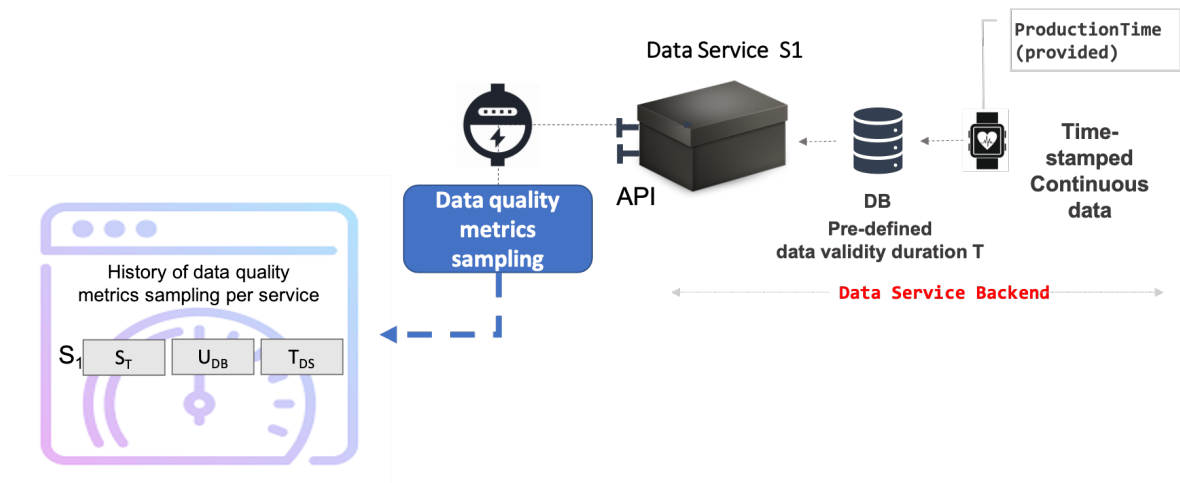 ProductionTime
(provided)
Data Service S1
Time-
stamped
Continuous
data
API
DB
Pre-defined
data validity duration T
Data Service Backend
Data quality
metrics
sampling
History of data quality
metrics sampling per service
S1 ST UDB TDS